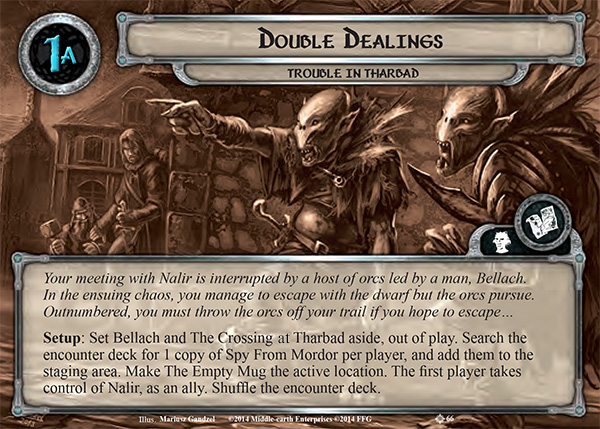 1A
DOUBLE DEALINGS
TROUBLE IN THARBAD
Your meeting with Nalir is interrupted by a host of orcs led by a man, Bellach.
In the ensuing chaos, you manage to escape with the dwarf but the orcs pursue.
Outnumbered, you must throw the orcs off your trail if you hope to escape…
Setup: Set Bellach and The Crossing at Tharbad aside, out of play. Search the
encounter deck for 1 copy of Spy From Mordor per player, and add them to the
staging area. Make The Empty Mug the active location. The first player takes
control of Nalir, as an ally. Shuffle the encounter deck.
Illus. Mariusz Gandzel ©2014 Middle-earth Enterprises ©2014 FFG 66